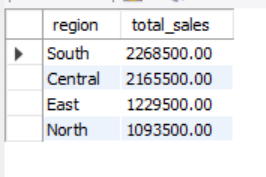 region total_sales
South 2268500.00
Central 2165500.00
East 1229500.00
North 1093500.00